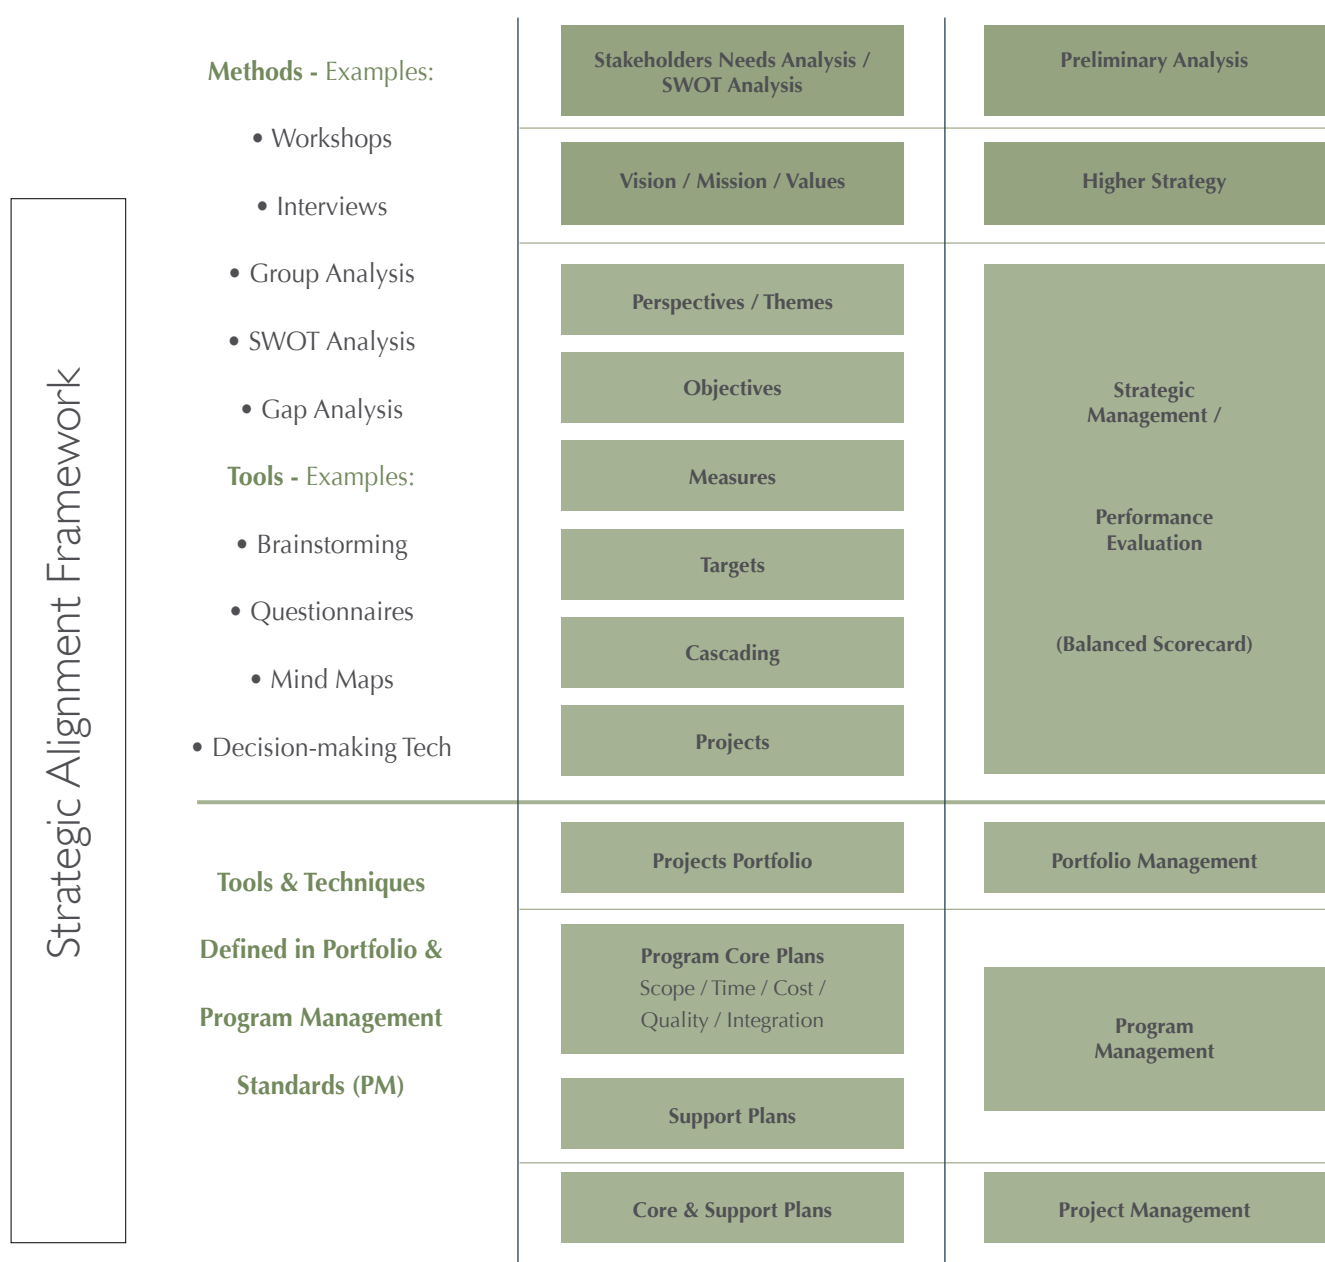 Strategic Alignment Framework
Methods - Examples:
• Workshops
• Interviews
• Group Analysis
• SWOT Analysis
• Gap Analysis
Tools - Examples:
• Brainstorming
• Questionnaires
• Mind Maps
• Decision-making Tech
Tools & Techniques
Defined in Portfolio &
Program Management
Standards (PM)
Stakeholders Needs Analysis /
SWOT Analysis
Vision / Mission / Values
Perspectives / Themes
Objectives
Measures
Targets
Cascading
Projects
Projects Portfolio
Program Core Plans
Scope / Time / Cost /
Quality / Integration
Support Plans
Core & Support Plans
Preliminary Analysis
Higher Strategy
Strategic
Management /
Performance
Evaluation
(Balanced Scorecard)
Portfolio Management
Program
Management
Project Management